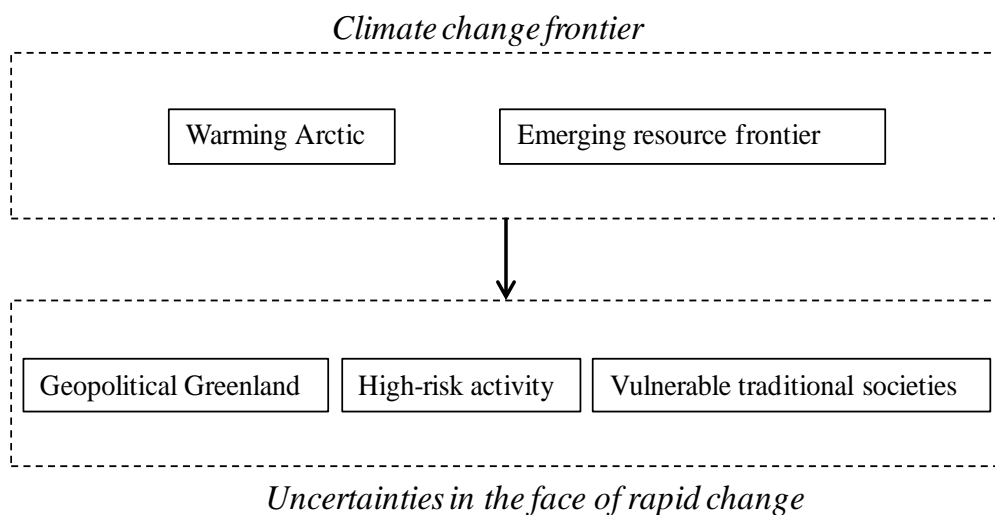 Climate change frontier
Warming Arctic
Emerging resource frontier
Geopolitical Greenland
High-risk activity
Vulnerable traditional societies
Uncertainties in the face of rapid change